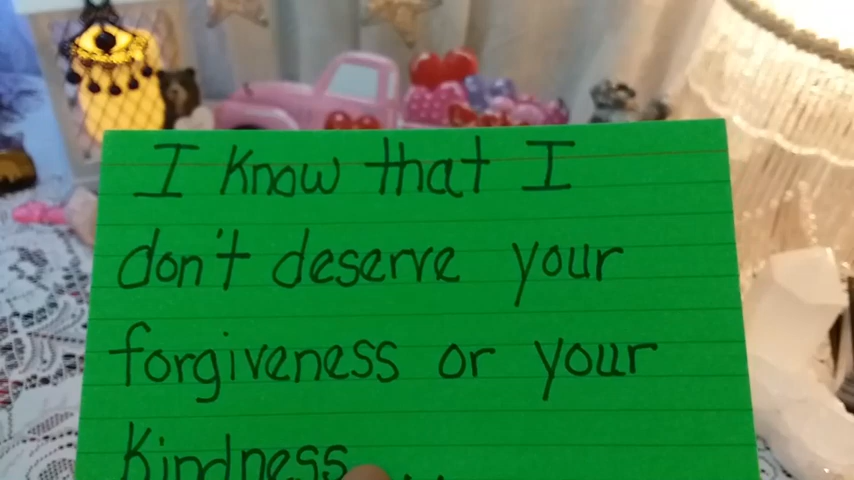 I Know that I
don't deserve your
forgiveness or your
Kindness